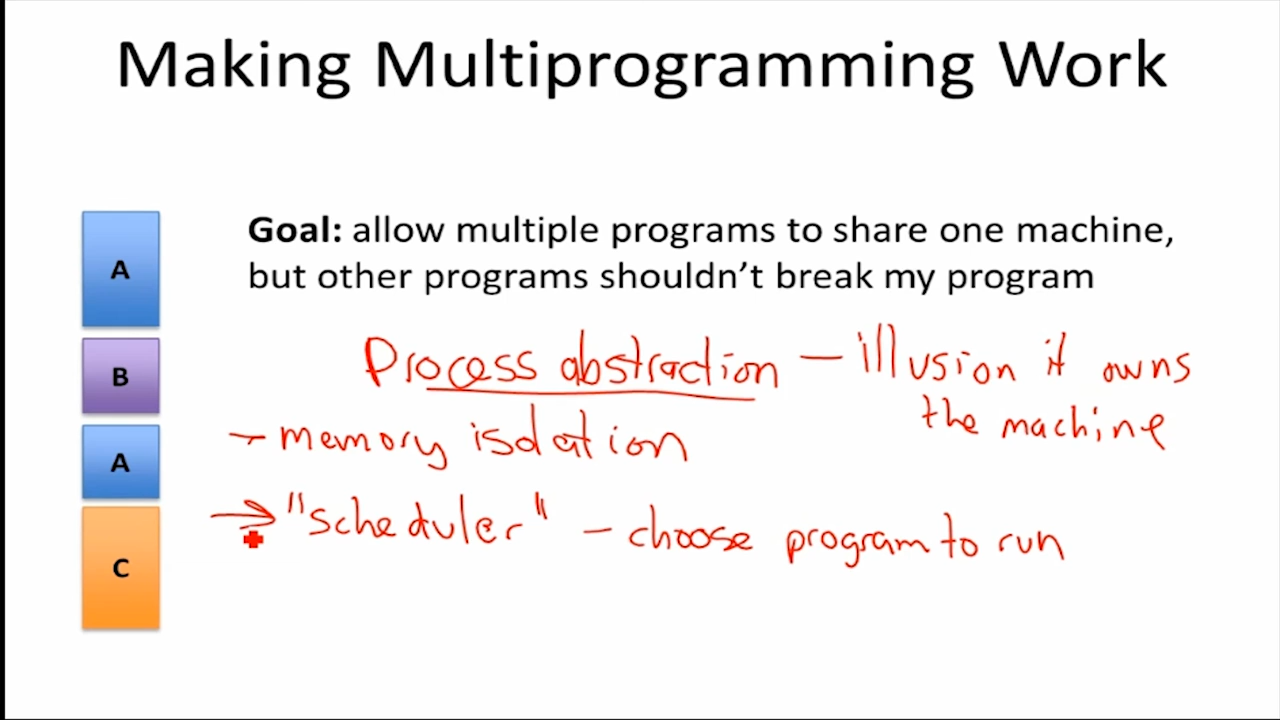 Making Multiprogramming Work
A
Goal: allow multiple programs to share one machine,
but other programs shouldn't break my program
Process abstraction – illusion it owns
the machine
B
- memory isolation
A
→ "scheduler" - choose program to run
C